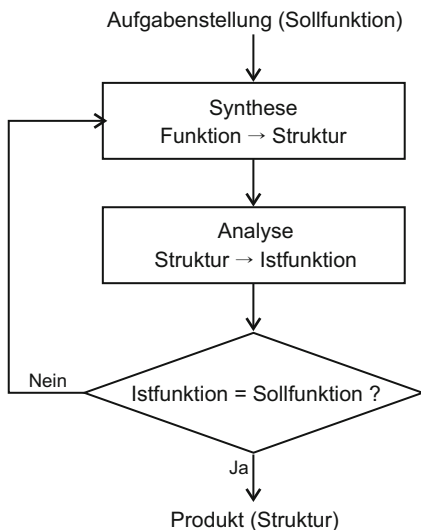 Aufgabenstellung (Sollfunktion)
Synthese
Funktion → Struktur
Analyse
Struktur → Istfunktion
Istfunktion = Sollfunktion ?
Nein
Ja
Produkt (Struktur)